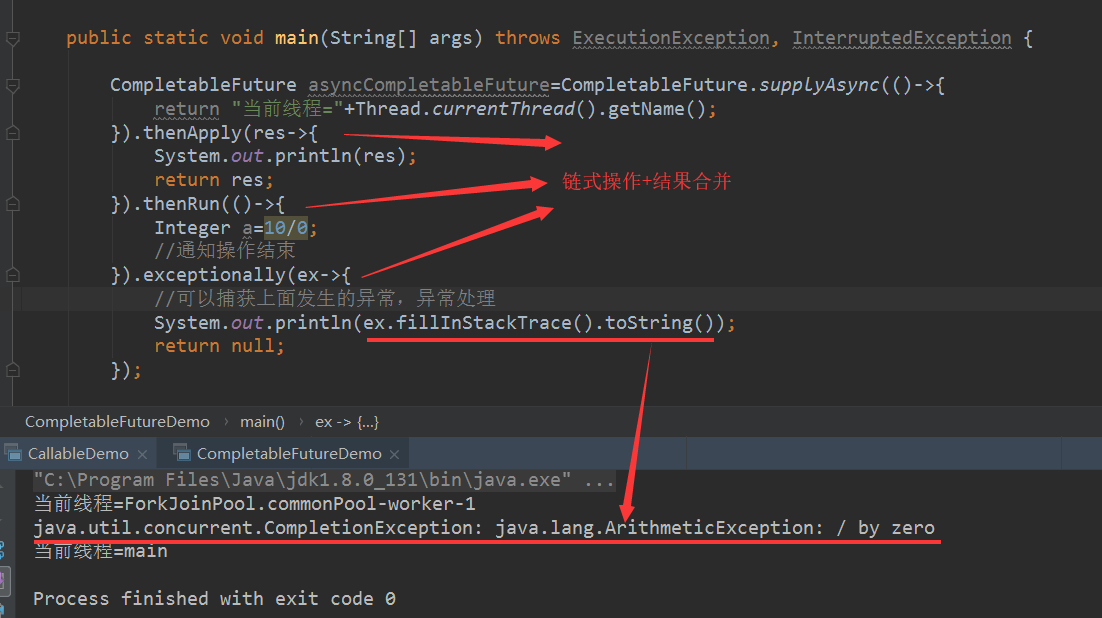 public static void main(String[] args) throws ExecutionException, InterruptedException {
CompletableFuture asyncCompletableFuture=CompletableFuture.supplyAsync(()->{
return "当前线程="+Thread.currentThread().getName();
}).thenApply(res->{
System.out.println(res);
链式操作+结果合并
return res;
}).thenRun(()->{
Integer a=10/0;
//通知操作结束
}).exceptionally(ex->{
//可以捕获上面发生的异常，异常处理
System.out.println(ex.fillInStackTrace().toString());
return null;
});
CompletableFutureDemo › main() › ex -> {...}
CallableDemo × CompletableFutureDemo ×
"C:\Program Files\Java\jdk1.8.0_131\bin\java.exe" ...
当前线程=ForkJoinPool.commonPool-worker-1
java.util.concurrent.CompletionException: java.lang.ArithmeticException: / by zero
当前线程=main
Process finished with exit code 0